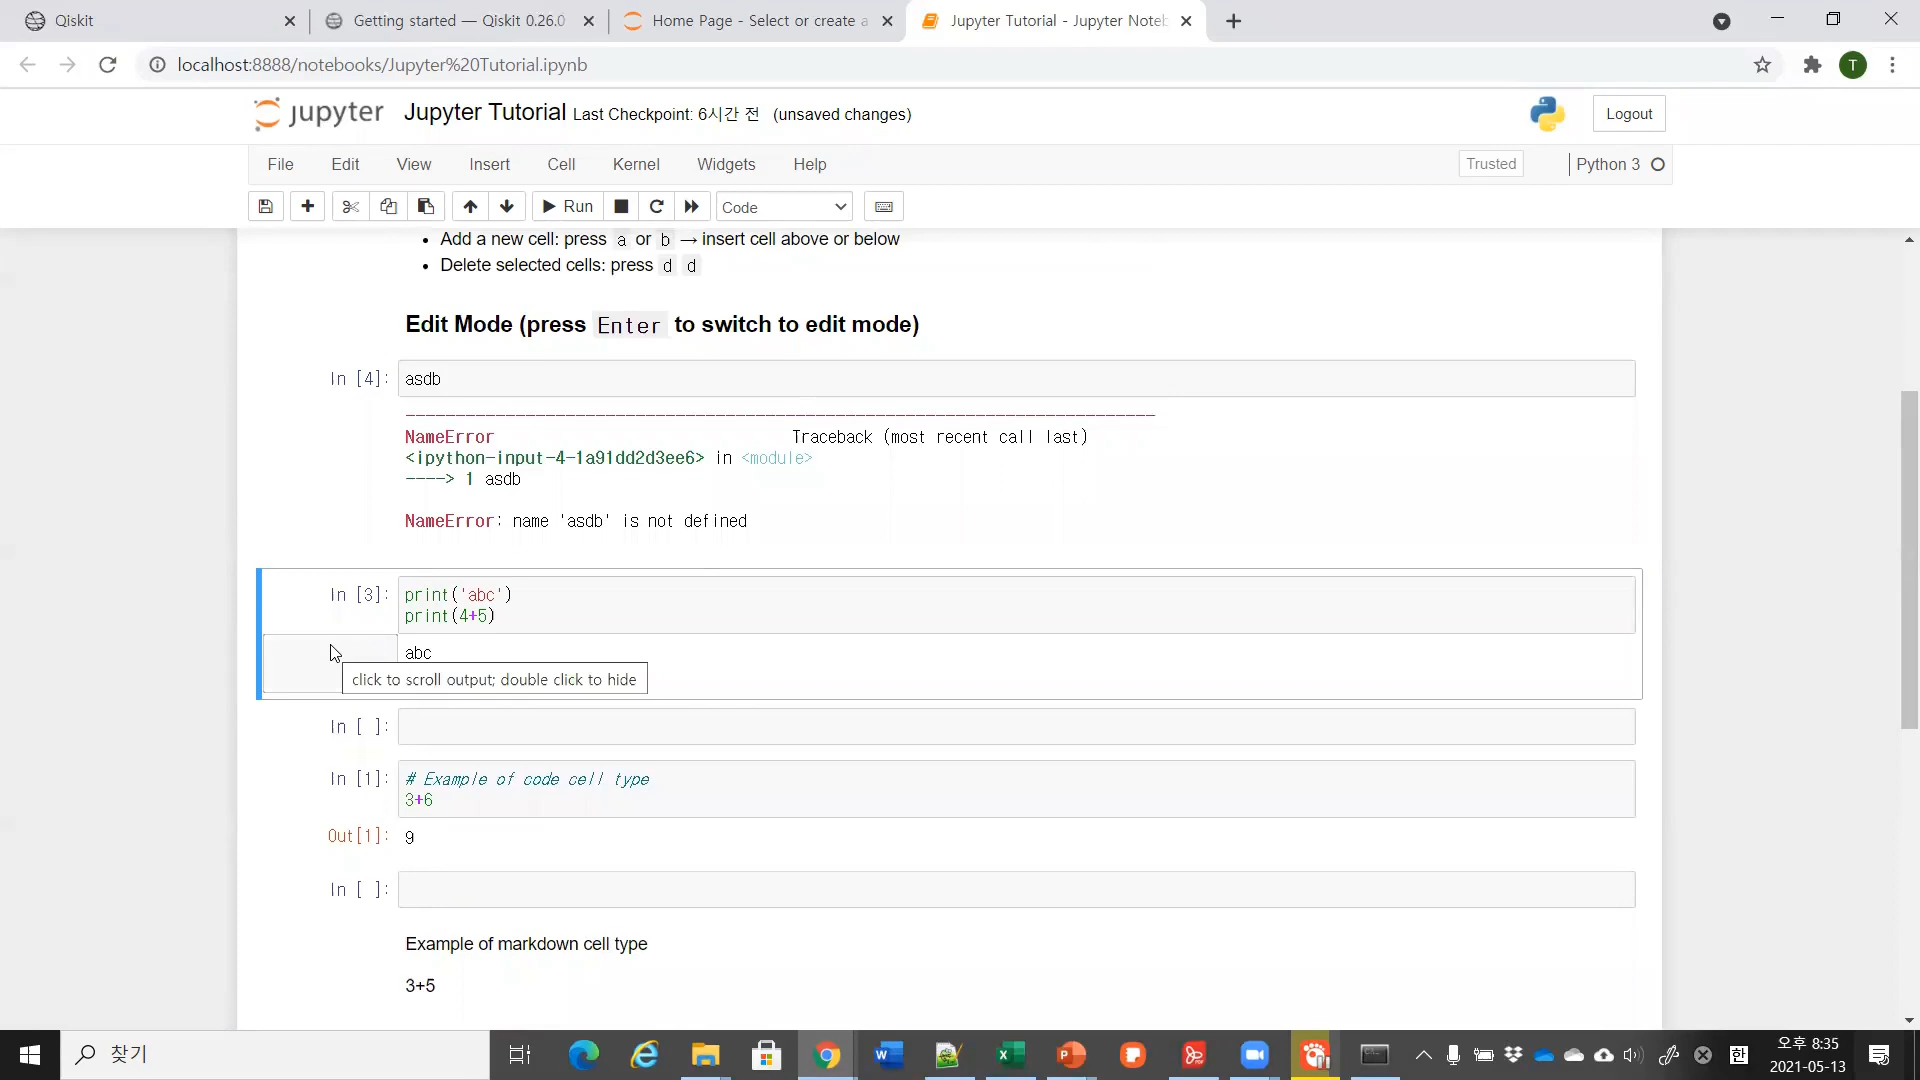 Qiskit
Getting started — Qiskit 0.26.0
Home Page - Select or create a
Jupyter Tutorial - Jupyter Noteb
localhost:8888/notebooks/Jupyter%20Tutorial.ipynb
T
jupyter Jupyter Tutorial Last Checkpoint: 6시간 전 (unsaved changes)
Logout
File Edit View Insert Cell Kernel Widgets Help
Trusted
Python 3
Run
Code
Add a new cell: press a or b → insert cell above or below
Delete selected cells: press d d
Edit Mode (press Enter to switch to edit mode)
In [4]: asdb
---------------------------------------------------------------------------
NameError Traceback (most recent call last)
<ipython-input-4-1a91dd2d3ee6> in <module>
----> 1 asdb
NameError: name 'asdb' is not defined
In [3]: print('abc')
print(4+5)
abc
click to scroll output; double click to hide
In [ ]:
In [1]: # Example of code cell type
3+6
Out[1]: 9
In [ ]:
Example of markdown cell type
3+5
찾기
한
오후 8:35
2021-05-13